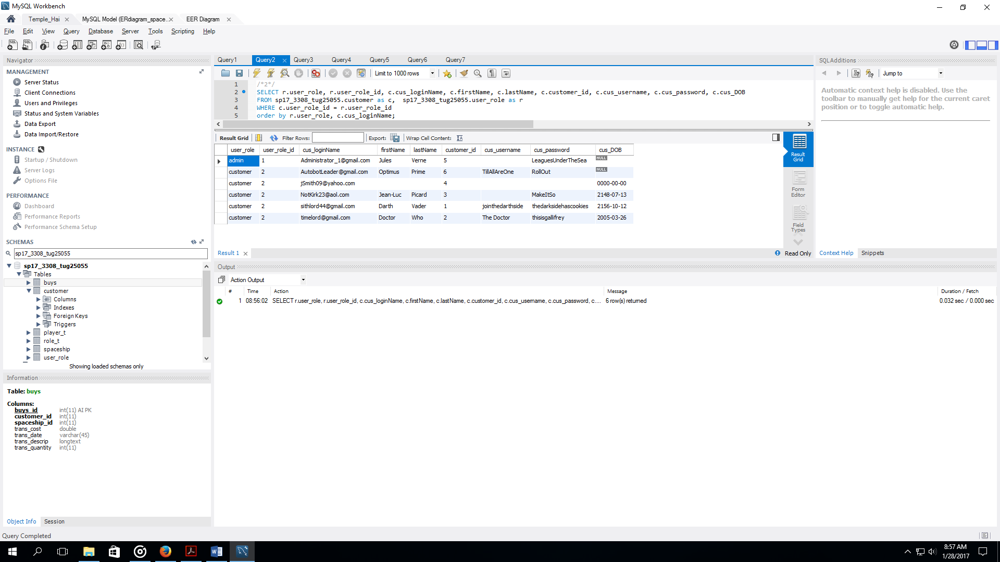 MySQL Workbench
Temple_Hai
MySQL Model (ERdiagram_space...
EER Diagram
File Edit View Query Database Server Tools Scripting Help
Navigator
MANAGEMENT
Server Status
Client Connections
Users and Privileges
Status and System Variables
Data Export
Data Import/Restore
INSTANCE
Startup / Shutdown
Server Logs
Options File
PERFORMANCE
Dashboard
Performance Reports
Performance Schema Setup
SCHEMAS
sp17_3308_tug25055
sp17_3308_tug25055
Tables
buys
customer
Columns
Indexes
Foreign Keys
Triggers
player_t
role_t
spaceship
user_role
Showing loaded schemas only
Information
Table: buys
Columns:
buys_id int(11) AI PK
customer_id int(11)
spaceship_id int(11)
trans_cost double
trans_date varchar(45)
trans_descrip longtext
trans_quantity int(11)
Object Info Session
Query1 Query2 Query3 Query4 Query5 Query6 Query7
Limit to 1000 rows
1 /*2*/
2 SELECT r.user_role, r.user_role_id, c.cus_loginName, c.firstName, c.lastName, c.customer_id, c.cus_username, c.cus_password, c.cus_DOB
3 FROM sp17_3308_tug25055.customer as c, sp17_3308_tug25055.user_role as r
4 WHERE c.user_role_id = r.user_role_id
5 order by r.user_role, c.cus_loginName;
Result Grid Filter Rows: Export: Wrap Cell Content:
user_role user_role_id cus_loginName firstName lastName customer_id cus_username cus_password cus_DOB
admin 1 Administrator_1@gmail.com Jules Verne 5 LeaguesUnderTheSea NULL
customer 2 AutobotLeader@gmail.com Optimus Prime 6 TillAllAreOne RollOut NULL
customer 2 jSmith09@yahoo.com 4 0000-00-00
customer 2 NotKirk23@aol.com Jean-Luc Picard 3 MakeItSo 2148-07-13
customer 2 sithlord44@gmail.com Darth Vader 1 jointhedarthside thedarksidehascookies 2156-10-12
customer 2 timelord@gmail.com Doctor Who 2 The Doctor thisisgallifrey 2005-03-26
Result Grid
Form Editor
Field Types
Result 1
Read Only
Output
Action Output
# Time Action Message Duration / Fetch
1 08:56:02 SELECT r.user_role, r.user_role_id, c.cus_loginName, c.firstName, c.lastName, c.customer_id, c.cus_username, c.cus_password, c.... 6 row(s) returned 0.032 sec / 0.000 sec
SQLAdditions
Jump to
Automatic context help is disabled. Use the
toolbar to manually get help for the current caret
position or to toggle automatic help.
Context Help Snippets
Query Completed
8:57 AM
1/28/2017